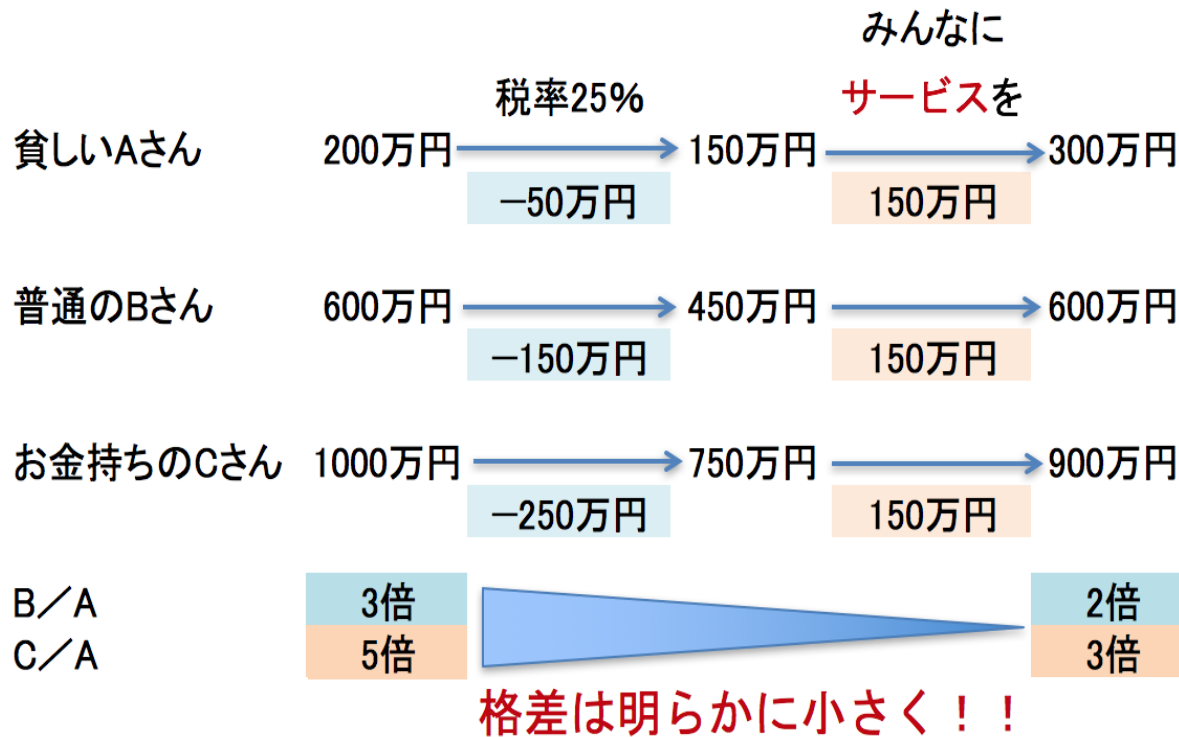 みんなに
税率25% サービスを
貧しいAさん 200万円 150万円 300万円
－50万円 150万円
普通のBさん 600万円 450万円 600万円
－150万円 150万円
お金持ちのCさん 1000万円 750万円 900万円
－250万円 150万円
B／A 3倍 2倍
C／A 5倍 3倍
格差は明らかに小さく！！